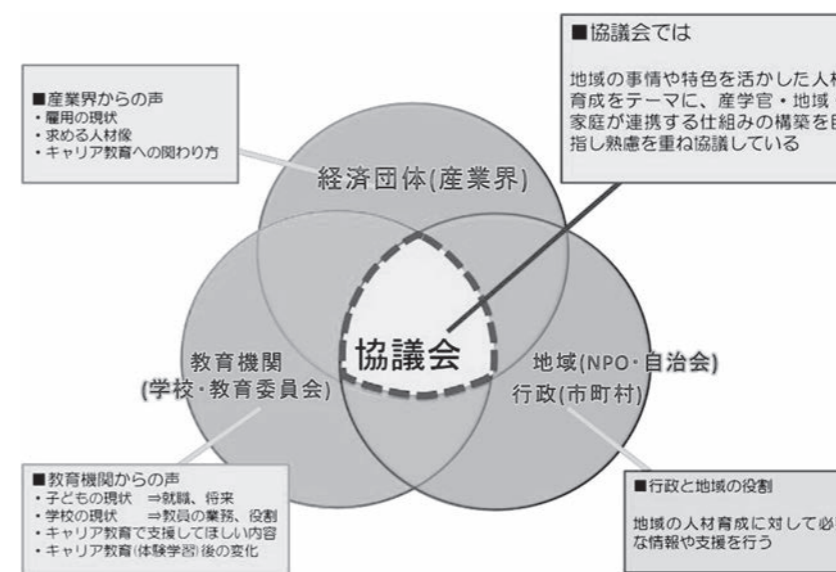 ■協議会では
地域の事情や特色を活かした人
育成をテーマに、産学官・地域
家庭が連携する仕組みの構築を
指し熟慮を重ね協議している
■産業界からの声
・雇用の現状
・求める人材像
・キャリア教育への関わり方
経済団体(産業界)
協議会
教育機関
(学校・教育委員会)
地域(NPO・自治会)
行政(市町村)
■教育機関からの声
・子どもの現状 ⇒就職、将来
・学校の現状 ⇒教員の業務、役割
・キャリア教育で支援してほしい内容
・キャリア教育(体験学習)後の変化
■行政と地域の役割
地域の人材育成に対して必
な情報や支援を行う